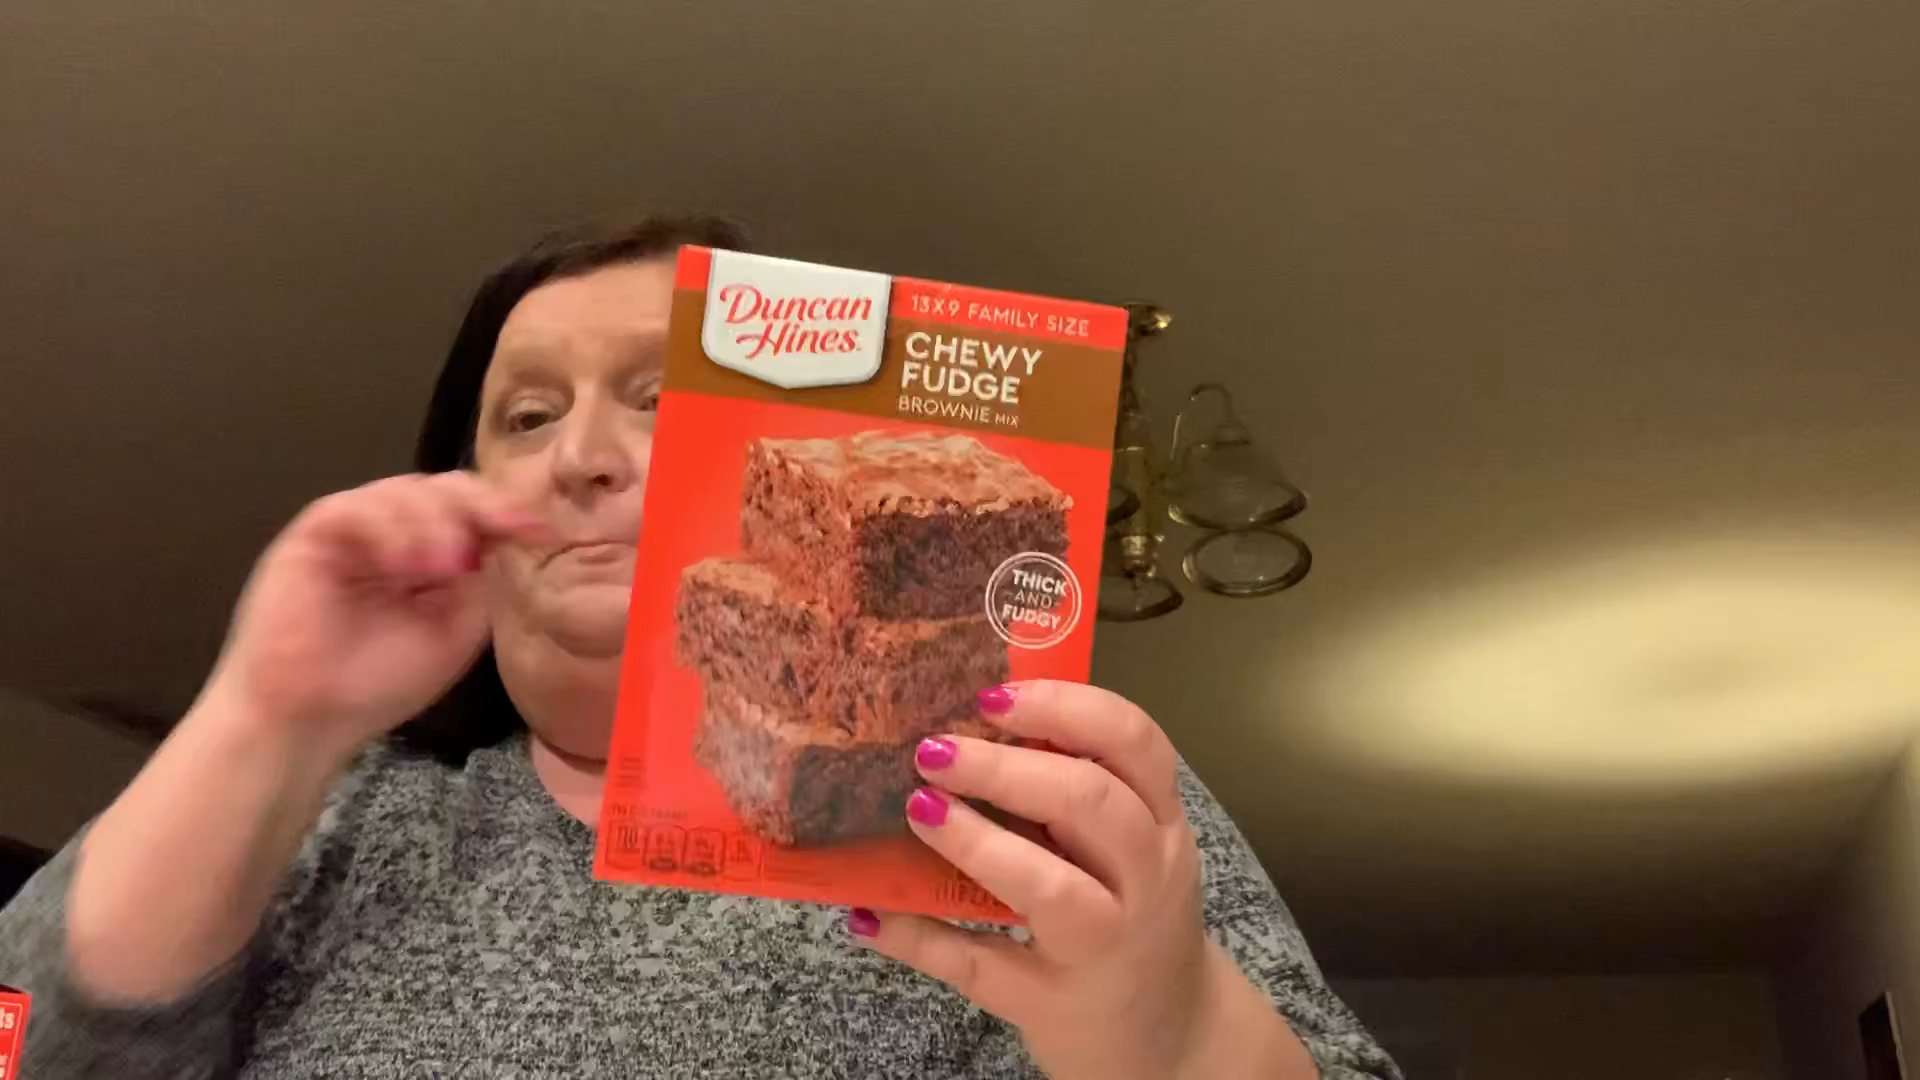 Duncan
Hines.
13X9 FAMILY SIZE
CHEWY
FUDGE
BROWNIE MIX
THICK
-AND-
FUDGY